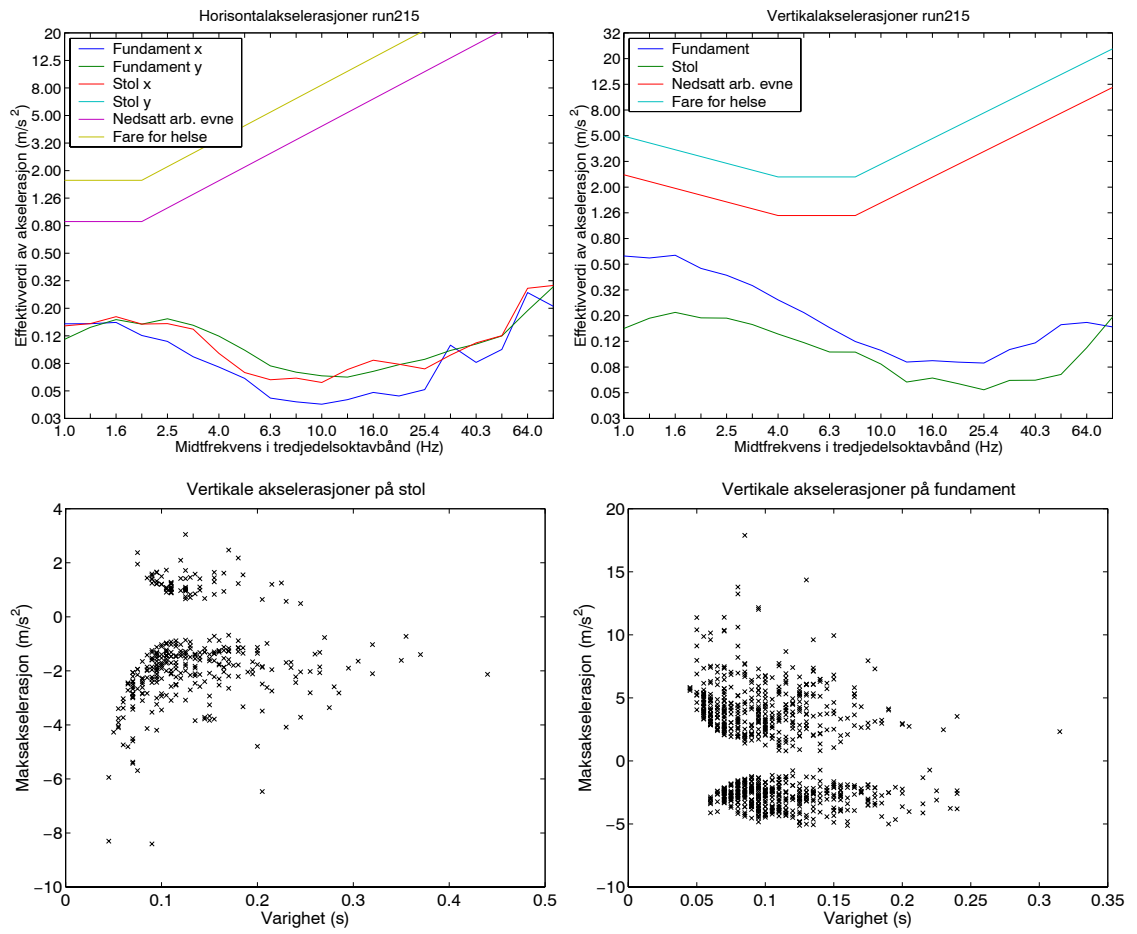 Horisontalakselerasjoner run215
Fundament x
Fundament y
Stol x
Stol y
Nedsatt arb. evne
Fare for helse
Effektivverdi av akselerasjon (m/s²)
20
12.5
8.00
5.00
3.20
2.00
1.26
0.80
0.50
0.32
0.20
0.12
0.08
0.05
0.03
1.0 1.6 2.5 4.0 6.3 10.0 16.0 25.4 40.3 64.0
Midtfrekvens i tredjedelsoktavbånd (Hz)
Vertikalakselerasjoner run215
Fundament
Stol
Nedsatt arb. evne
Fare for helse
Effektivverdi av akselerasjon (m/s²)
32
20
12.5
8.00
5.00
3.20
2.00
1.26
0.80
0.50
0.32
0.20
0.12
0.08
0.05
0.03
1.0 1.6 2.5 4.0 6.3 10.0 16.0 25.4 40.3 64.0
Midtfrekvens i tredjedelsoktavbånd (Hz)
Vertikale akselerasjoner på stol
Maksakselerasjon (m/s²)
4
2
0
−2
−4
−6
−8
−10
0 0.1 0.2 0.3 0.4 0.5
Varighet (s)
Vertikale akselerasjoner på fundament
Maksakselerasjon (m/s²)
20
15
10
5
0
−5
−10
0 0.05 0.1 0.15 0.2 0.25 0.3 0.35
Varighet (s)